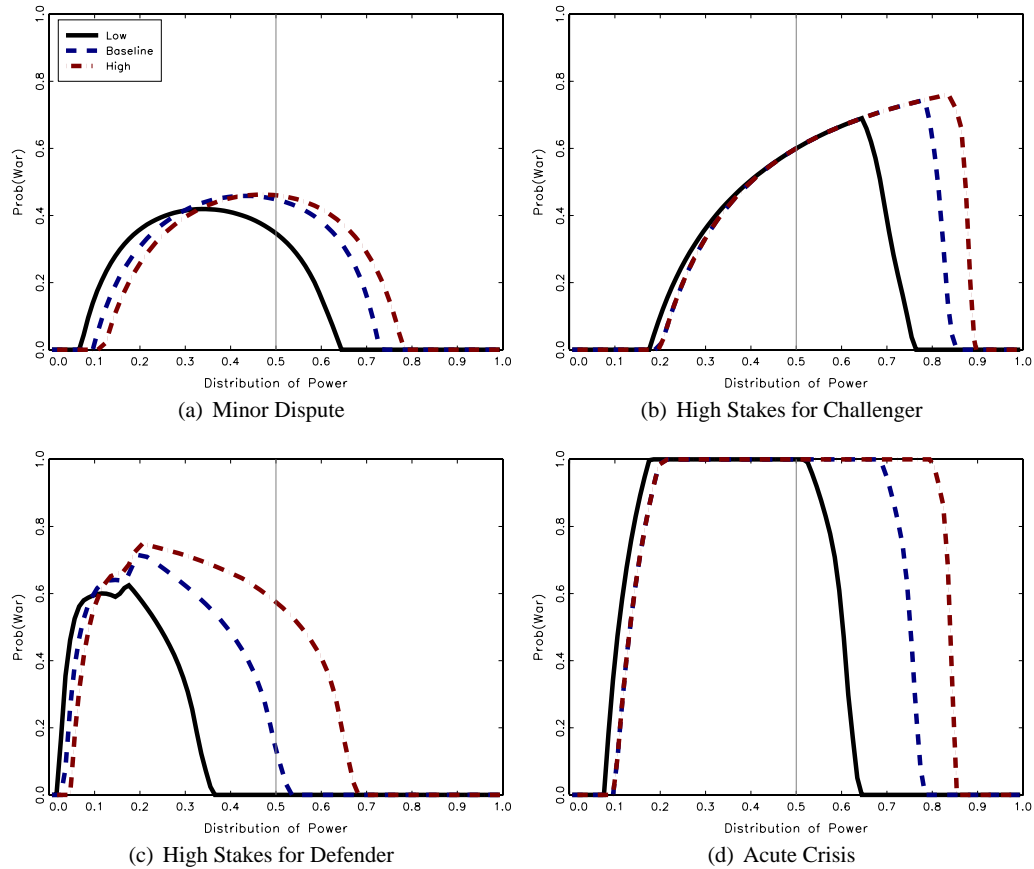 Low
Baseline
High
Prob(War)
0.0 0.2 0.4 0.6 0.8 1.0
0.0 0.1 0.2 0.3 0.4 0.5 0.6 0.7 0.8 0.9 1.0
Distribution of Power
(a) Minor Dispute
Prob(War)
0.0 0.2 0.4 0.6 0.8 1.0
0.0 0.1 0.2 0.3 0.4 0.5 0.6 0.7 0.8 0.9 1.0
Distribution of Power
(b) High Stakes for Challenger
Prob(War)
0.0 0.2 0.4 0.6 0.8 1.0
0.0 0.1 0.2 0.3 0.4 0.5 0.6 0.7 0.8 0.9 1.0
Distribution of Power
(c) High Stakes for Defender
Prob(War)
0.0 0.2 0.4 0.6 0.8 1.0
0.0 0.1 0.2 0.3 0.4 0.5 0.6 0.7 0.8 0.9 1.0
Distribution of Power
(d) Acute Crisis